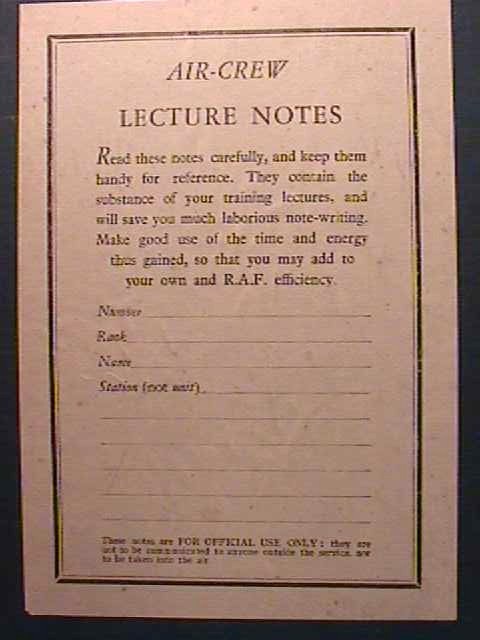 AIR-CREW
LECTURE NOTES
Read these notes carefully, and keep them
handy for reference. They contain the
substance of your training lectures, and
will save you much laborious note-writing.
Make good use of the time and energy
thus gained, so that you may add to
your own and R.A.F. efficiency.
Number
Rank
Name
Station (not unit)
These notes are FOR OFFICIAL USE ONLY: they are
not to be communicated to anyone outside the service, nor
to be taken into the air